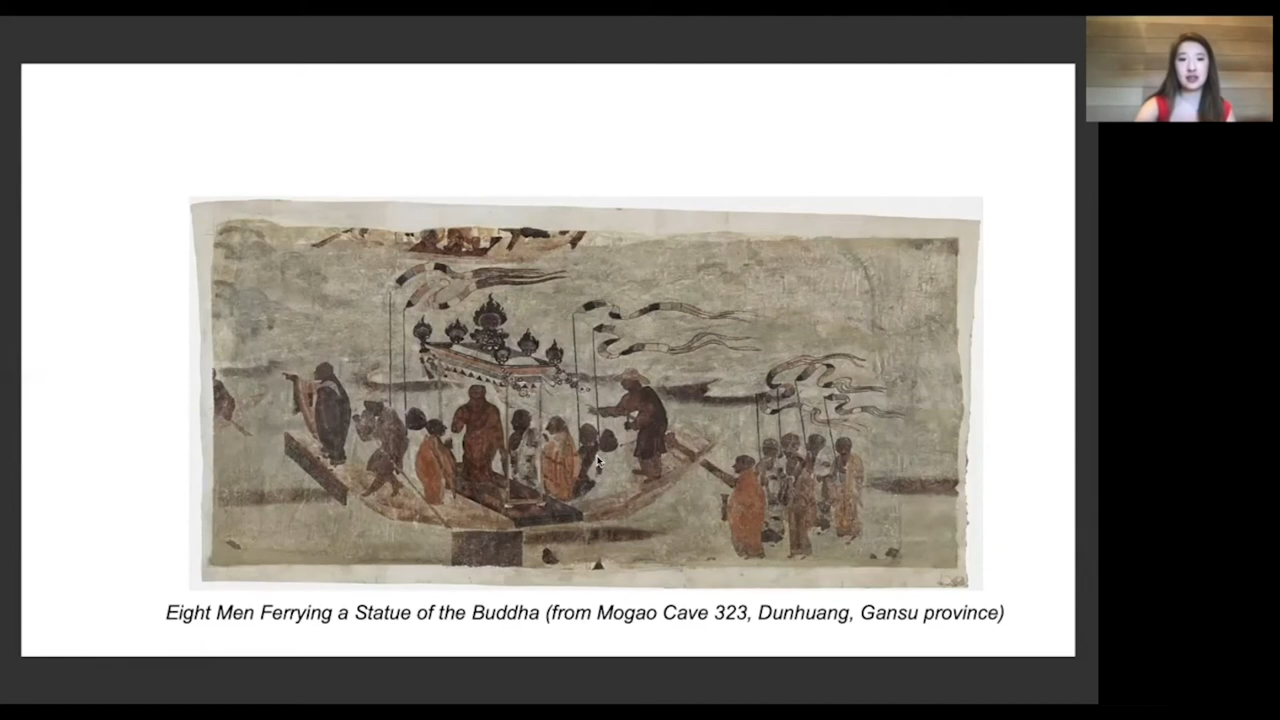 Eight Men Ferrying a Statue of the Buddha (from Mogao Cave 323, Dunhuang, Gansu province)